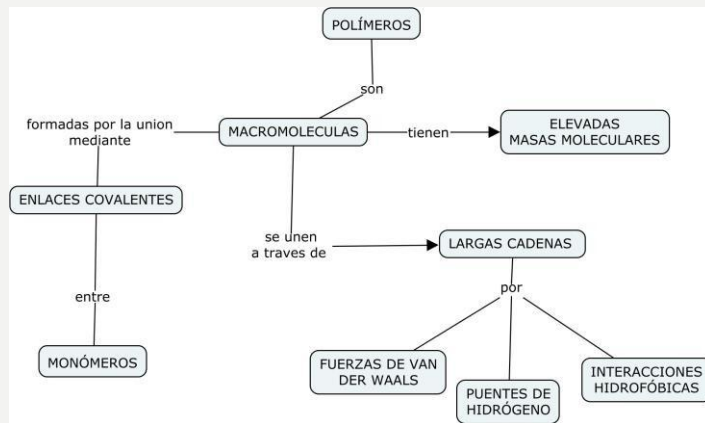 POLÍMEROS
son
formadas por la union
mediante
MACROMOLECULAS
tienen
ELEVADAS
MASAS MOLECULARES
ENLACES COVALENTES
se unen
a traves de
LARGAS CADENAS
entre
por
MONÓMEROS
FUERZAS DE VAN
DER WAALS
PUENTES DE
HIDRÓGENO
INTERACCIONES
HIDROFÓBICAS